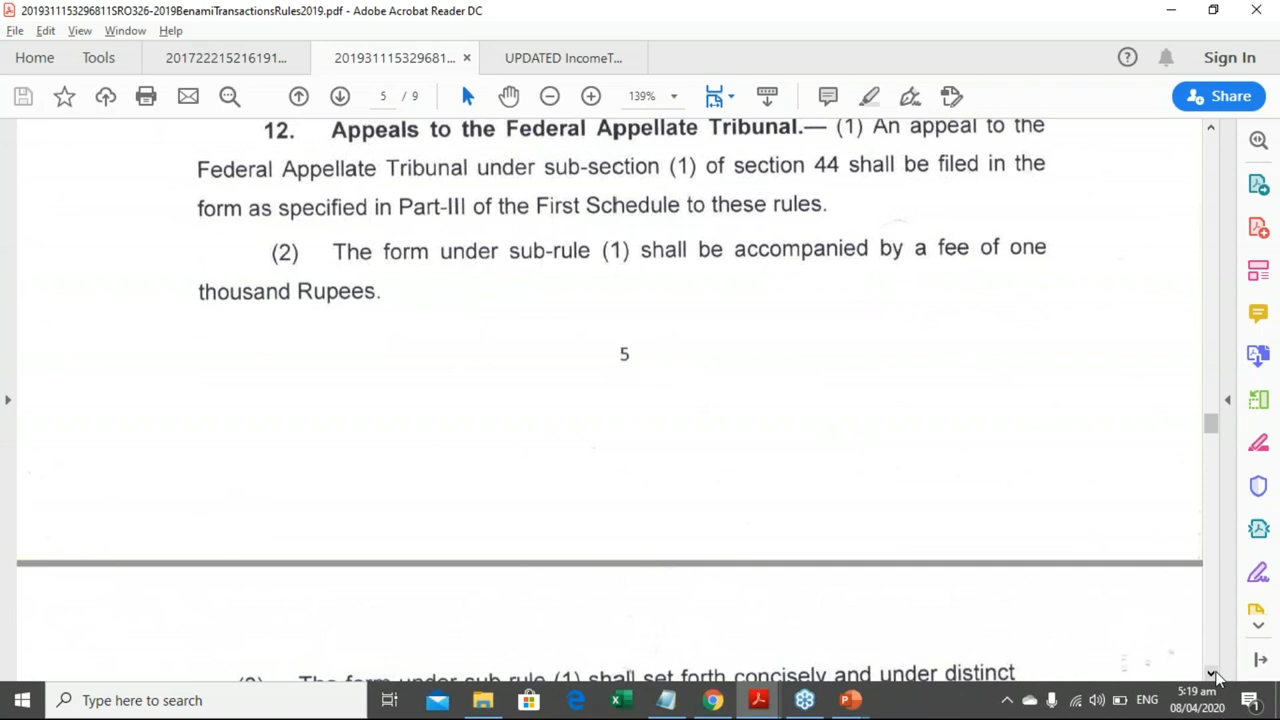 201931115329681 1SRO326-2019BenamiTransactionsRules2019.pdf - Adobe Acrobat Reader DC
File Edit View Window Help
Home Tools 201722215216191... 201931115329681... × UPDATED IncomeT... Sign In
5 / 9 139% Share
12. Appeals to the Federal Appellate Tribunal.— (1) An appeal to the
Federal Appellate Tribunal under sub-section (1) of section 44 shall be filed in the
form as specified in Part-III of the First Schedule to these rules.
(2) The form under sub-rule (1) shall be accompanied by a fee of one
thousand Rupees.
5
The form under sub rule (1) shall set forth concisely and under distinct
Type here to search
ENG
5:19 am
08/04/2020
1